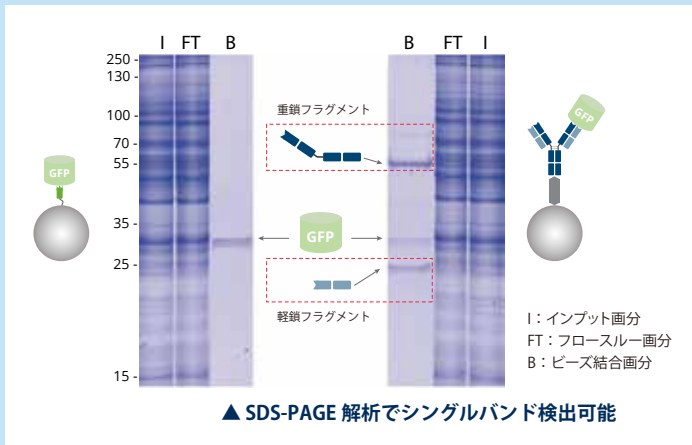 I FT B
B FT I
250 -
130 -
100 -
70 -
55 -
35 -
25 -
15 -
重鎖フラグメント
GFP
GFP
GFP
軽鎖フラグメント
I：インプット画分
FT：フロースルー画分
B：ビーズ結合画分
▲ SDS-PAGE 解析でシングルバンド検出可能